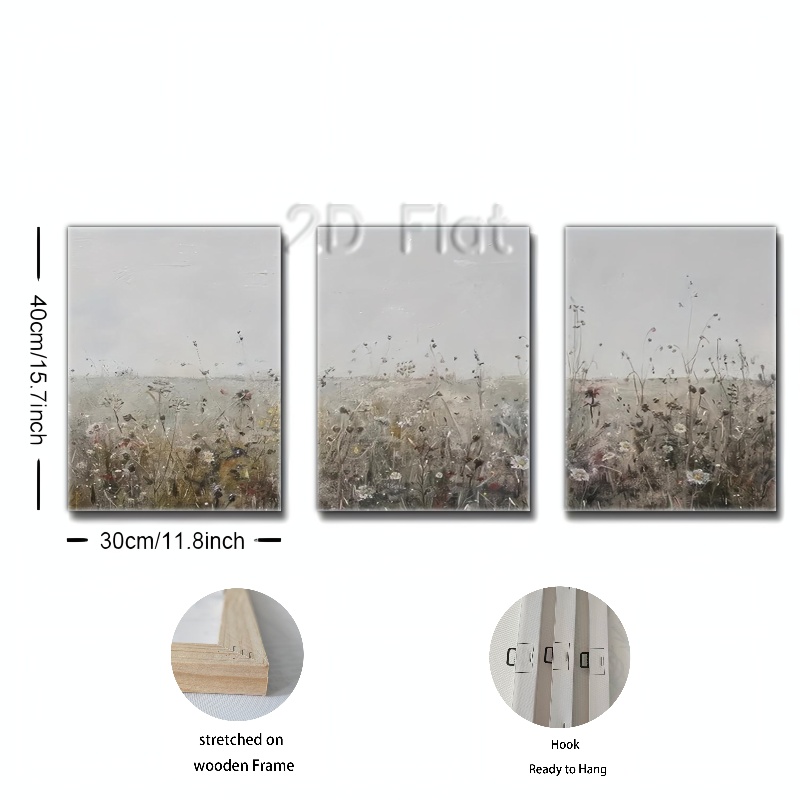 2D Flat
40cm/15.7inch
30cm/11.8inch
stretched on
wooden Frame
Hook
Ready to Hang